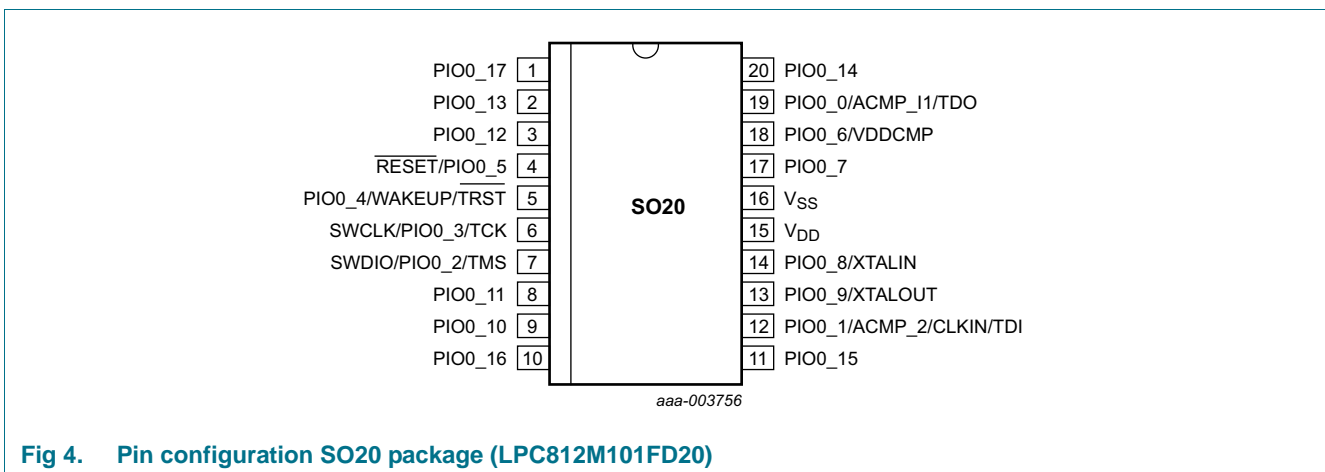 PIO0_17 1
PIO0_13 2
PIO0_12 3
RESET/PIO0_5 4
PIO0_4/WAKEUP/TRST 5
SWCLK/PIO0_3/TCK 6
SWDIO/PIO0_2/TMS 7
PIO0_11 8
PIO0_10 9
PIO0_16 10
SO20
20 PIO0_14
19 PIO0_0/ACMP_I1/TDO
18 PIO0_6/VDDCMP
17 PIO0_7
16 VSS
15 VDD
14 PIO0_8/XTALIN
13 PIO0_9/XTALOUT
12 PIO0_1/ACMP_2/CLKIN/TDI
11 PIO0_15
aaa-003756
Fig 4. Pin configuration SO20 package (LPC812M101FD20)